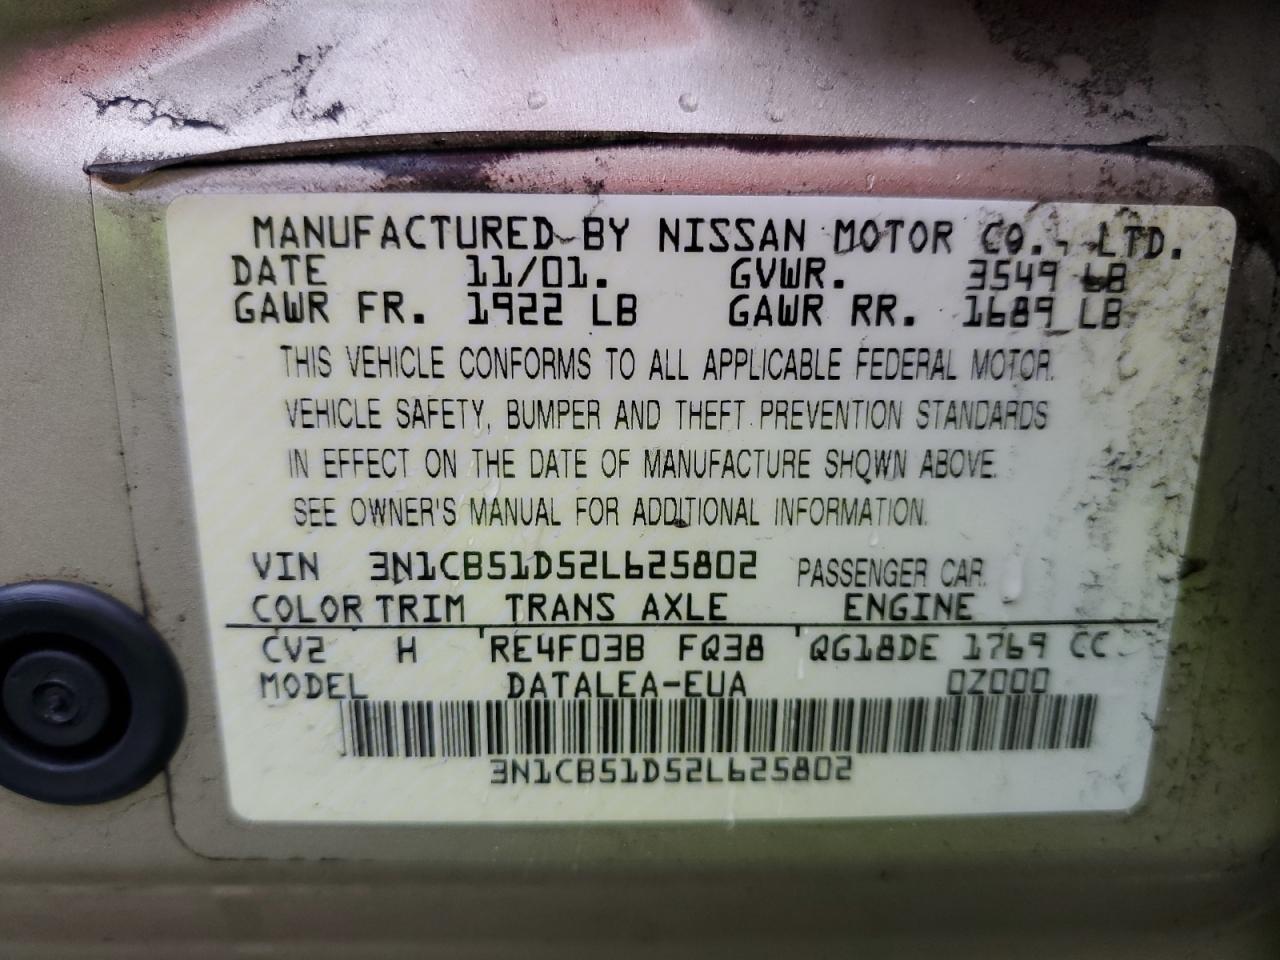 MANUFACTURED BY NISSAN MOTOR CO., LTD.
DATE 11/01. GVWR. 3549 LB
GAWR FR. 1922 LB GAWR RR. 1689 LB
THIS VEHICLE CONFORMS TO ALL APPLICABLE FEDERAL MOTOR
VEHICLE SAFETY, BUMPER AND THEFT PREVENTION STANDARDS
IN EFFECT ON THE DATE OF MANUFACTURE SHOWN ABOVE.
SEE OWNER'S MANUAL FOR ADDITIONAL INFORMATION.
VIN 3N1CB51D52L625802 PASSENGER CAR
COLOR TRIM TRANS AXLE ENGINE
CV2 H RE4F03B FQ38 QG18DE 1769 CC
MODEL DATALEA-EUA 0Z000
3N1CB51D52L625802